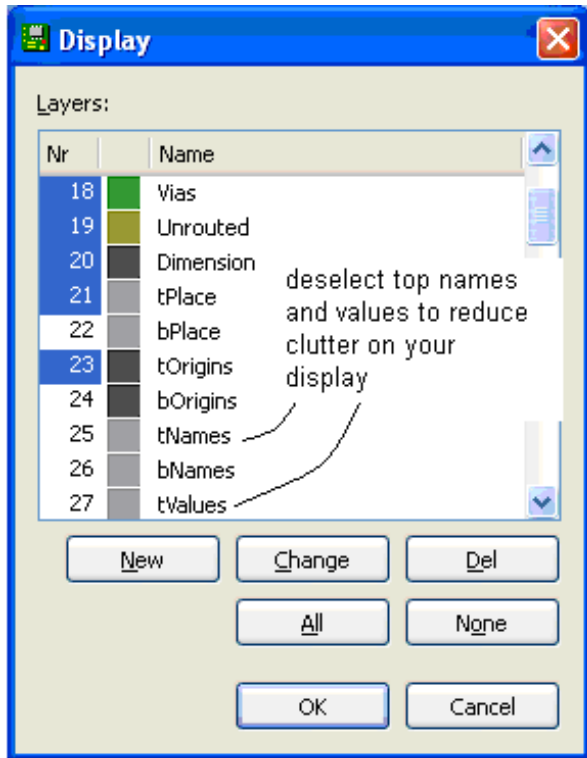 Display
Layers:
Nr Name
18 Vias
19 Unrouted
20 Dimension
21 tPlace
22 bPlace
23 tOrigins
24 bOrigins
25 tNames
26 bNames
27 tValues
deselect top names
and values to reduce
clutter on your
display
New Change Del
All None
OK Cancel